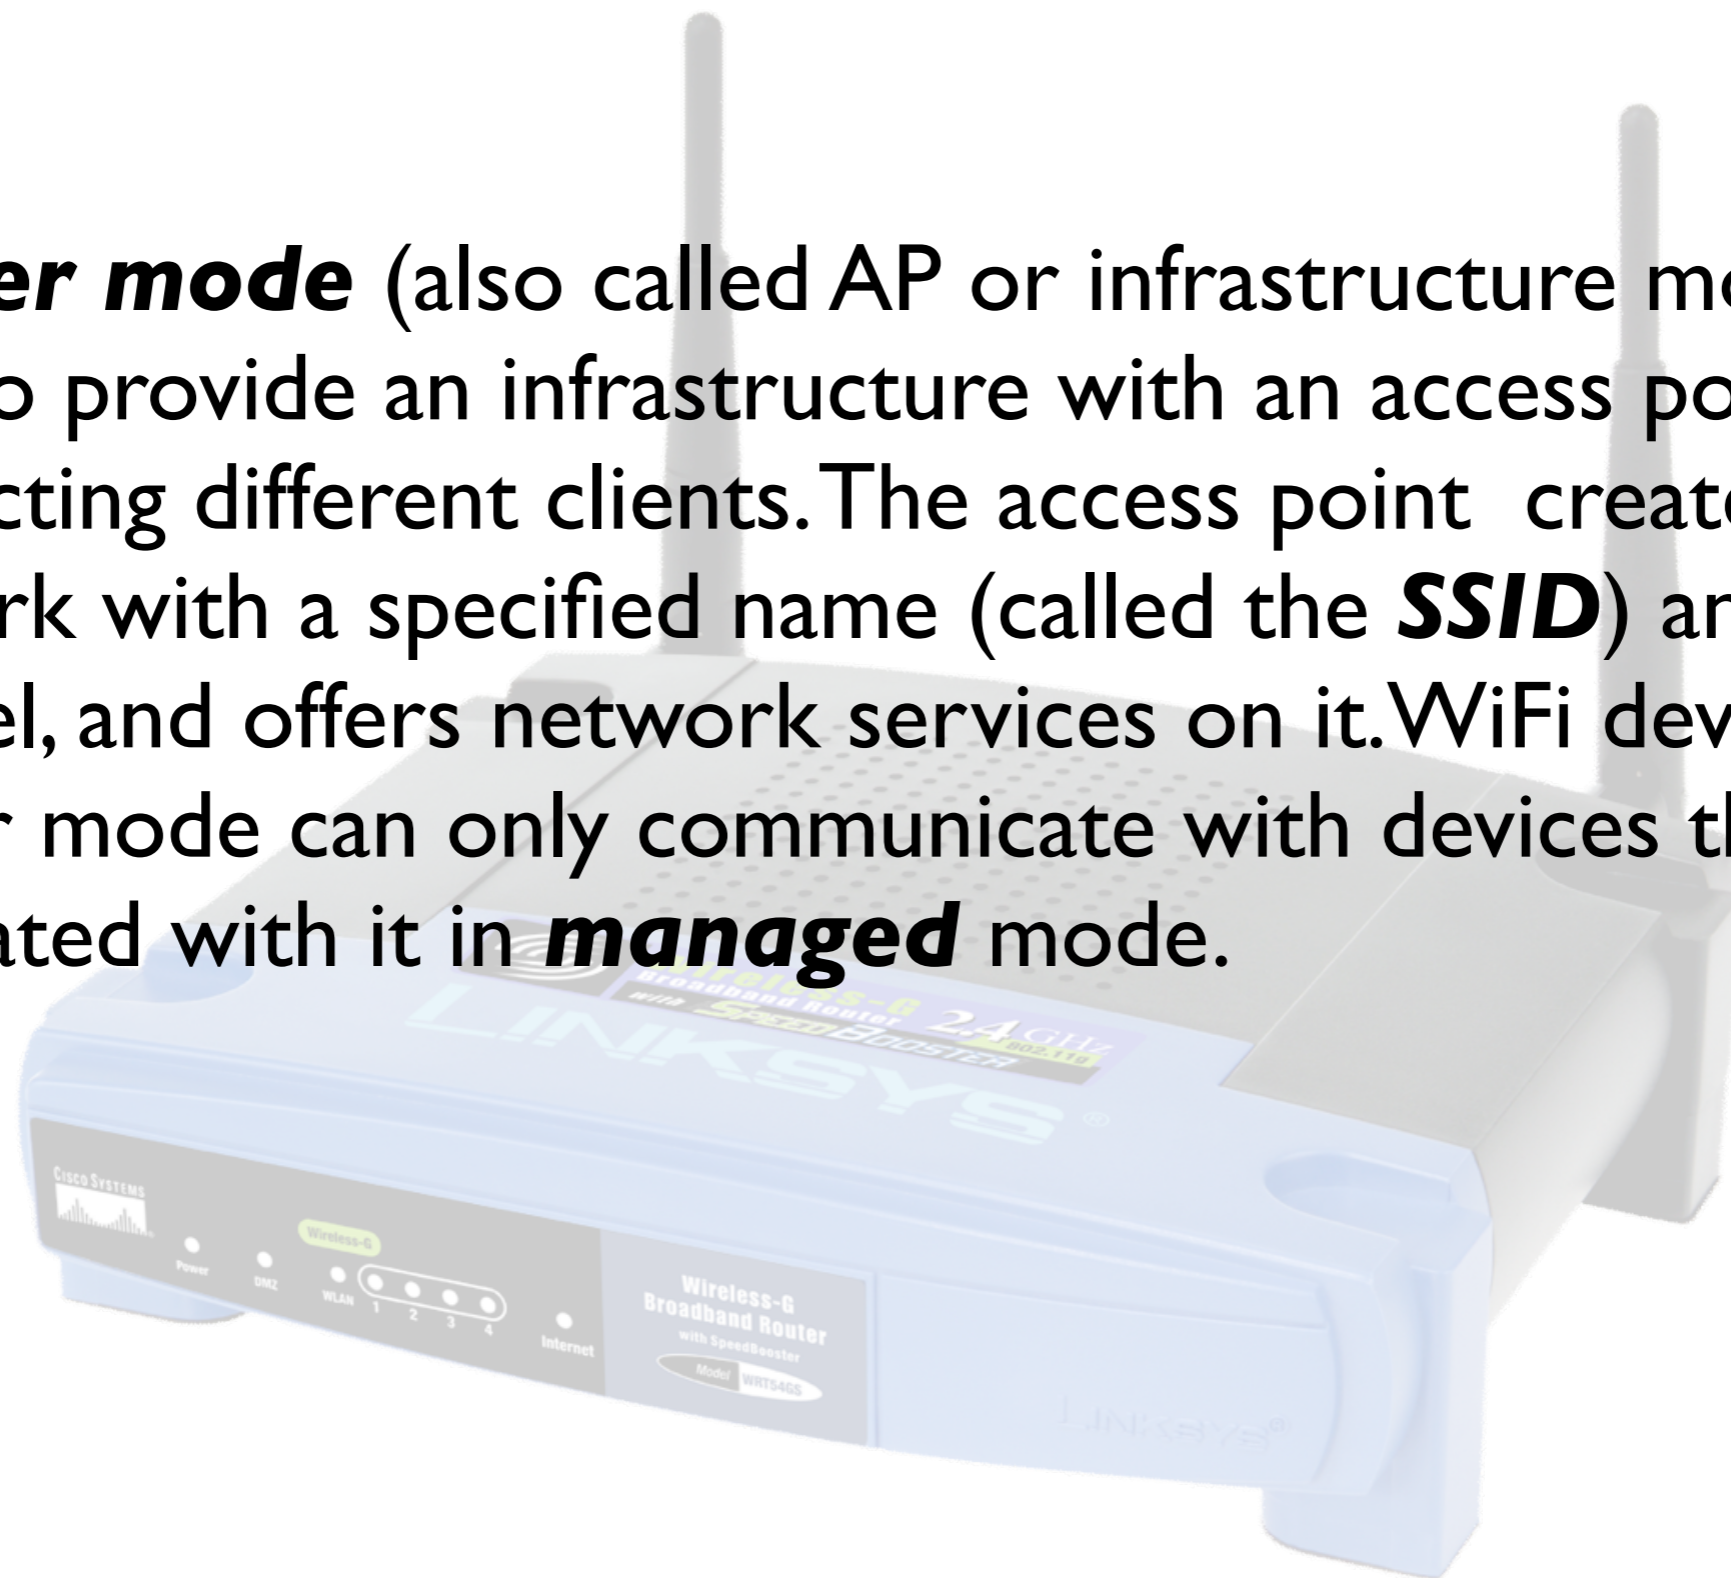 er mode (also called AP or infrastructure mo
o provide an infrastructure with an access po
cting different clients. The access point  create
rk with a specified name (called the SSID) an
el, and offers network services on it. WiFi dev
r mode can only communicate with devices th
ated with it in managed mode.
Wireless-G
Broadband Router
2.4 GHz
802.11g
with SPEEDBOOSTER
LINKSYS®
CISCO SYSTEMS
Wireless-G
Power
DMZ
WLAN
1
2
3
4
Internet
Wireless-G
Broadband Router
with SpeedBooster
Model WRT54GS
LINKSYS®